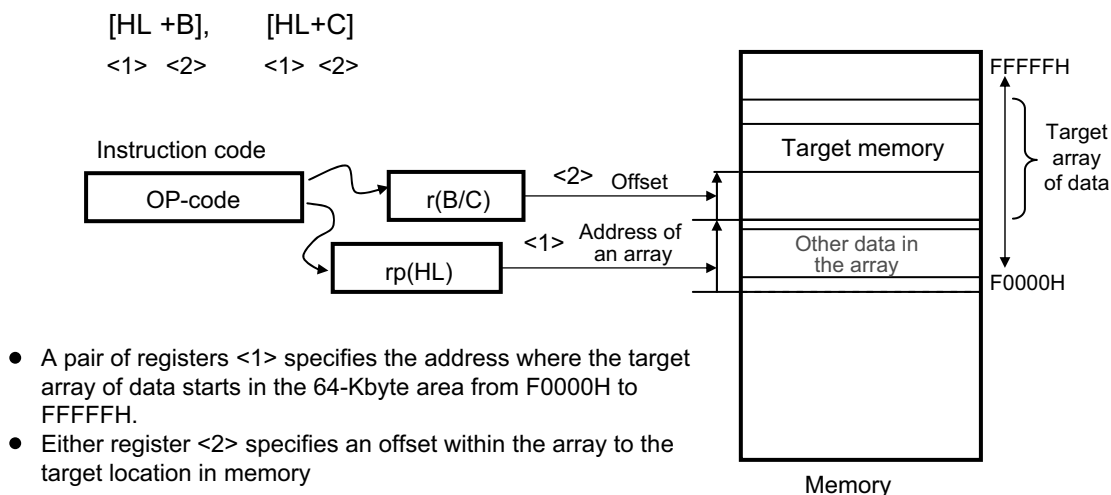 [HL +B], [HL+C]
<1> <2> <1> <2>
Instruction code
OP-code
r(B/C)
<2> Offset
rp(HL)
<1> Address of
an array
FFFFFH
Target memory
Target
array
of data
Other data in
the array
F0000H
Memory
● A pair of registers <1> specifies the address where the target
array of data starts in the 64-Kbyte area from F0000H to
FFFFFH.
● Either register <2> specifies an offset within the array to the
target location in memory